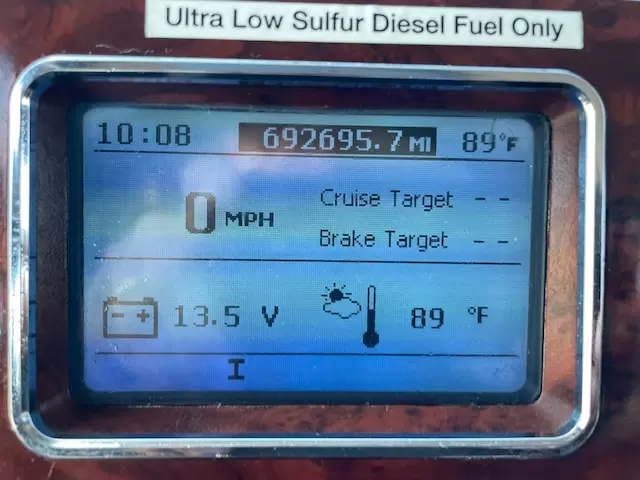 Ultra Low Sulfur Diesel Fuel Only
10:08 692695.7 MI 89°F
0 MPH
Cruise Target - -
Brake Target - -
- + 13.5 V 89 °F
I